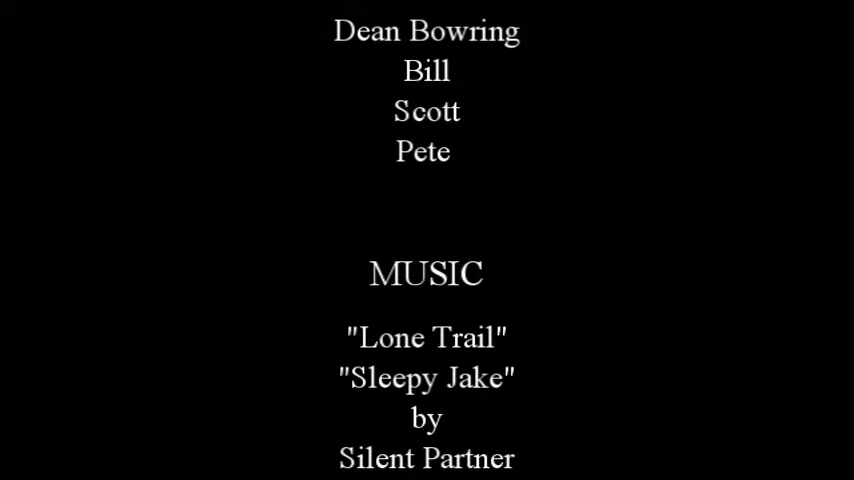 Dean Bowring
Bill
Scott
Pete
MUSIC
"Lone Trail"
"Sleepy Jake"
by
Silent Partner